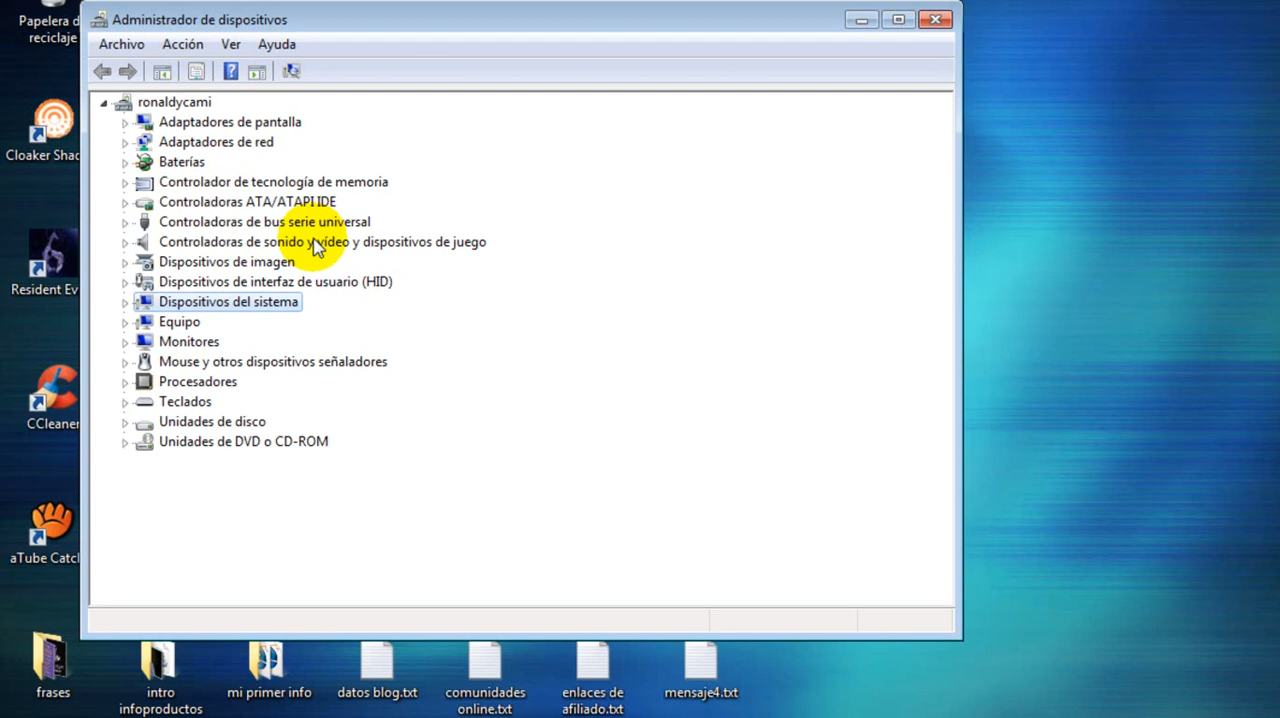 Papelera d
reciclaje
Administrador de dispositivos
Archivo Acción Ver Ayuda
ronaldycami
Adaptadores de pantalla
Adaptadores de red
Baterías
Controlador de tecnología de memoria
Controladoras ATA/ATAPI IDE
Controladoras de bus serie universal
Controladoras de sonido y vídeo y dispositivos de juego
Dispositivos de imagen
Dispositivos de interfaz de usuario (HID)
Dispositivos del sistema
Equipo
Monitores
Mouse y otros dispositivos señaladores
Procesadores
Teclados
Unidades de disco
Unidades de DVD o CD-ROM
Cloaker Shad
Resident Ev
CCleaner
aTube Catcl
frases
intro
infoproductos
mi primer info
datos blog.txt
comunidades
online.txt
enlaces de
afiliado.txt
mensaje4.txt